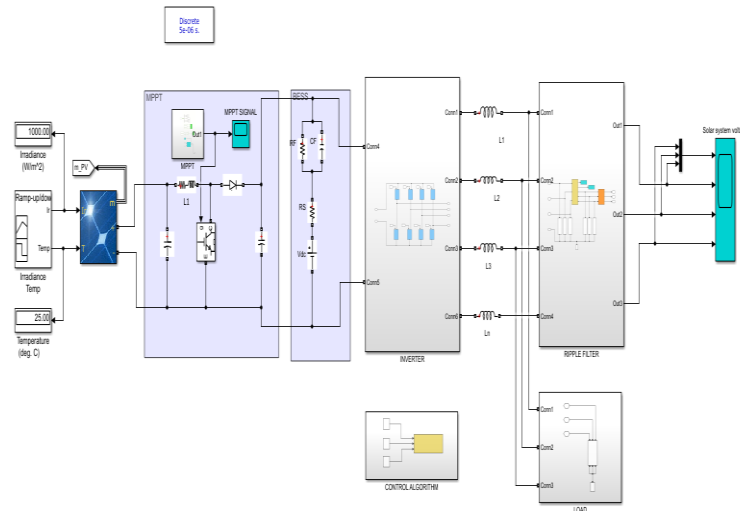 Discrete
5e-06 s.
MPPT
BESS
1000.00
Irradiance
(W/m^2)
m_PV
Ramp-up/dow
Ir
Temp
Irradiance
Temp
25.00
Temperature
(deg. C)
m
Out1
MPPT
MPPT SIGNAL
L1
RF
CF
RS
Vdc
Conn4
Conn5
Conn1
Conn2
Conn3
Conn6
INVERTER
L1
L2
L3
Ln
Conn1
Conn2
Conn3
Conn4
Out1
Out2
Out3
RIPPLE FILTER
Solar system volt
CONTROL ALGORITHM
Conn1
Conn2
Conn3
LOAD